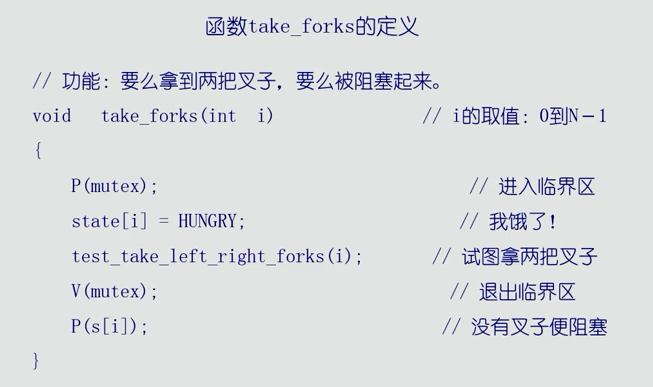 函数take_forks的定义
// 功能：要么拿到两把叉子，要么被阻塞起来。
void take_forks(int i) // i的取值：0到N－1
{
P(mutex); // 进入临界区
state[i] = HUNGRY; // 我饿了！
test_take_left_right_forks(i); // 试图拿两把叉子
V(mutex); // 退出临界区
P(s[i]); // 没有叉子便阻塞
}